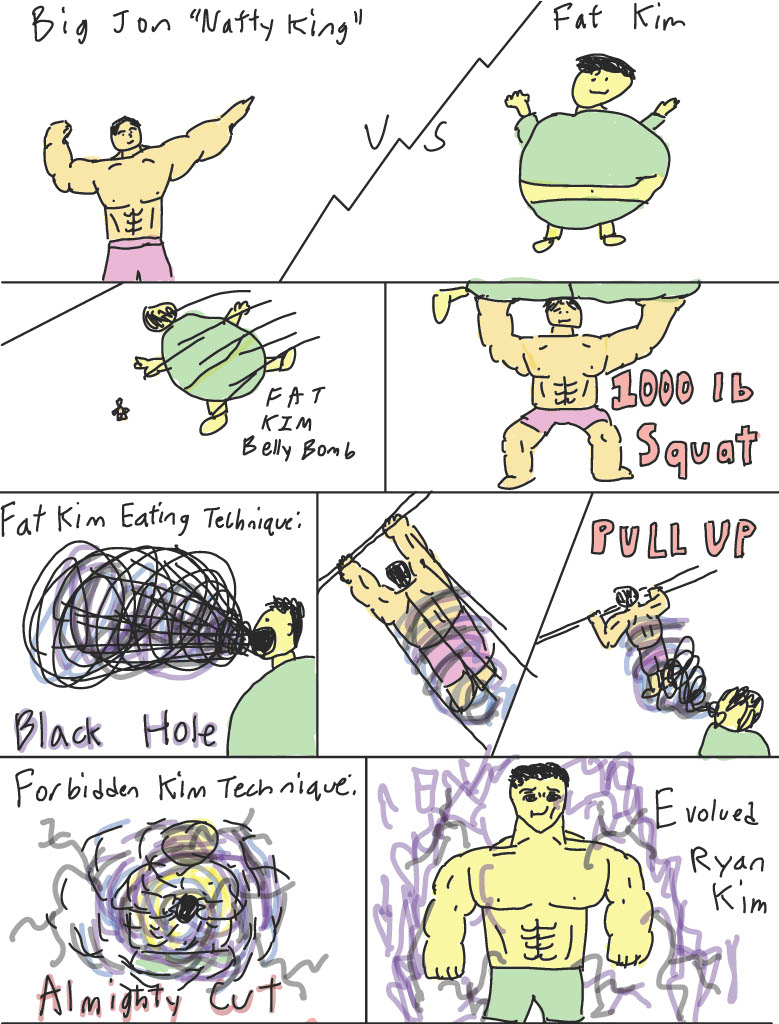 Big Jon "Natty King"
VS
Fat Kim
FAT
KIM
Belly Bomb
1000 lb
Squat
Fat Kim Eating Technique:
Black Hole
PULL UP
Forbidden Kim Technique:
Almighty Cut
Evolued
Ryan
Kim